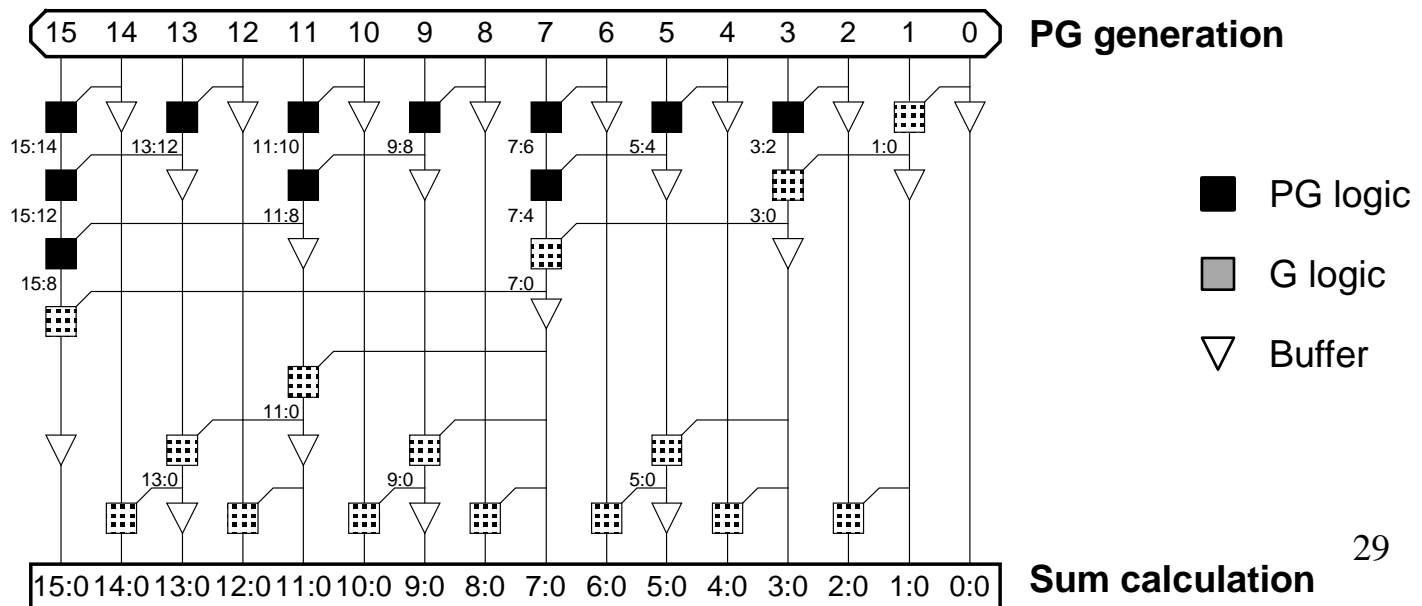 15 14 13 12 11 10 9 8 7 6 5 4 3 2 1 0 PG generation
15:14 13:12 11:10 9:8 7:6 5:4 3:2 1:0
15:12 11:8 7:4 3:0
15:8 7:0
11:0
13:0 9:0 5:0
PG logic
G logic
Buffer
29
15:0 14:0 13:0 12:0 11:0 10:0 9:0 8:0 7:0 6:0 5:0 4:0 3:0 2:0 1:0 0:0 Sum calculation